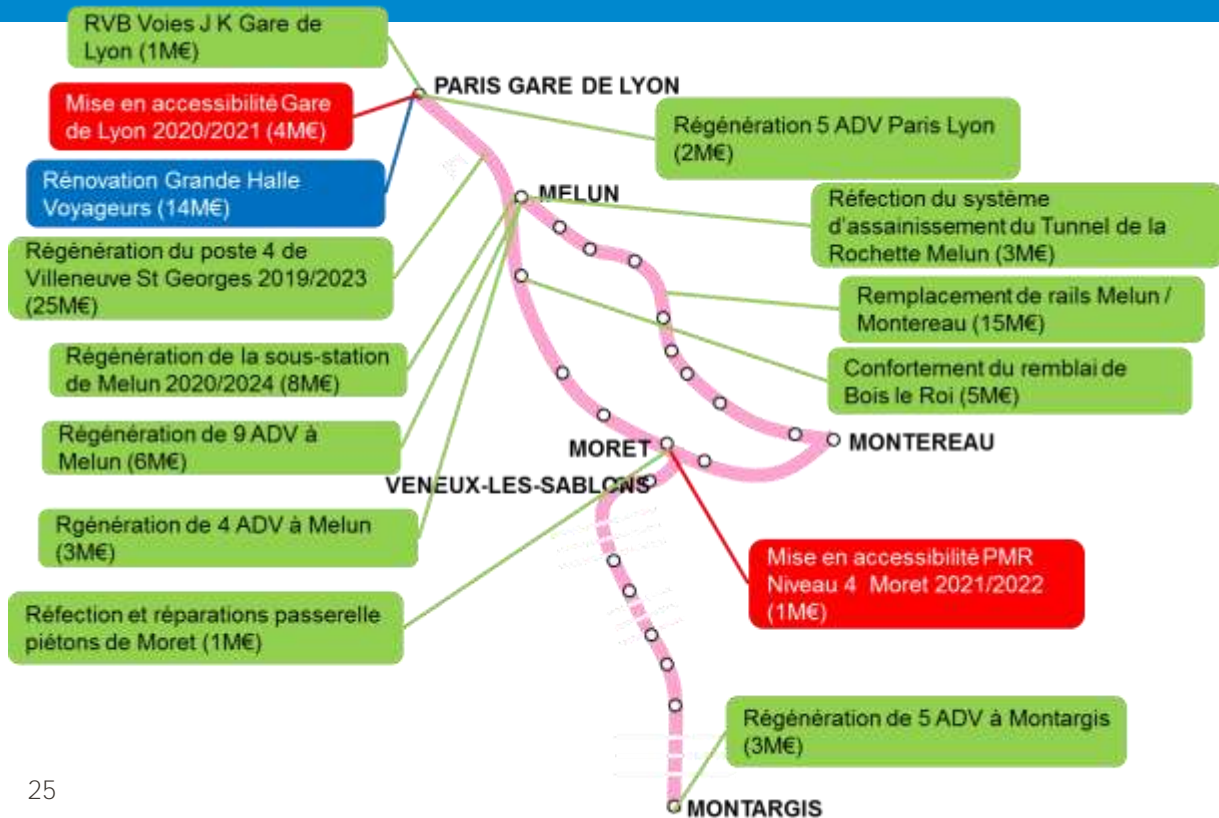 RVB Voies J K Gare de
Lyon (1M€)
PARIS GARE DE LYON
Mise en accessibilité Gare
de Lyon 2020/2021 (4M€)
Régénération 5 ADV Paris Lyon
(2M€)
Rénovation Grande Halle
Voyageurs (14M€)
MELUN
Réfection du système
d'assainissement du Tunnel de la
Rochette Melun (3M€)
Régénération du poste 4 de
Villeneuve St Georges 2019/2023
(25M€)
Remplacement de rails Melun /
Montereau (15M€)
Régénération de la sous-station
de Melun 2020/2024 (8M€)
Confortement du remblai de
Bois le Roi (5M€)
Régénération de 9 ADV à
Melun (6M€)
MORET
MONTEREAU
VENEUX-LES-SABLONS
Rgénération de 4 ADV à Melun
(3M€)
Mise en accessibilité PMR
Niveau 4 Moret 2021/2022
(1M€)
Réfection et réparations passerelle
piétons de Moret (1M€)
Régénération de 5 ADV à Montargis
(3M€)
25
MONTARGIS